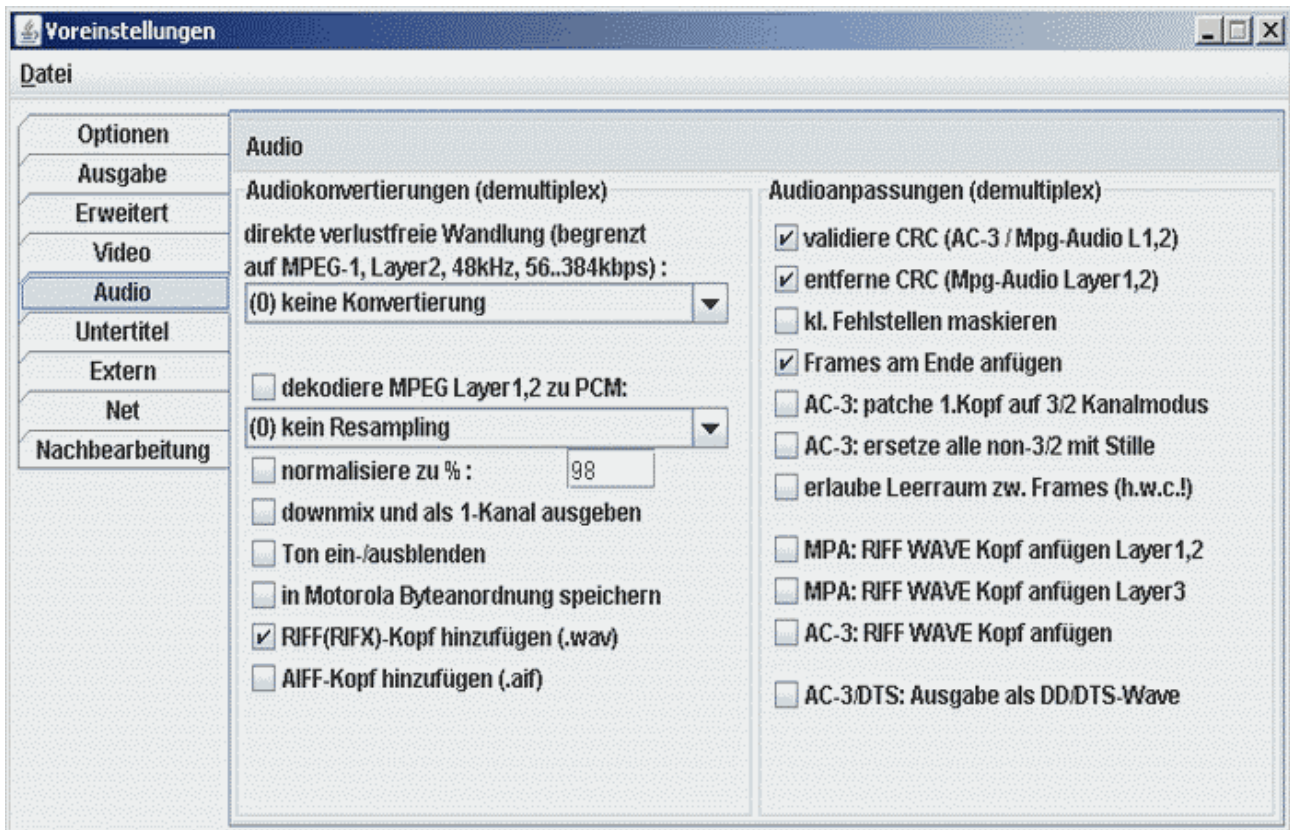 Voreinstellungen
Datei
Optionen
Ausgabe
Erweitert
Video
Audio
Untertitel
Extern
Net
Nachbearbeitung
Audio
Audiokonvertierungen (demultiplex)
direkte verlustfreie Wandlung (begrenzt
auf MPEG-1, Layer2, 48kHz, 56..384kbps) :
(0) keine Konvertierung
dekodiere MPEG Layer1,2 zu PCM:
(0) kein Resampling
normalisiere zu % :
98
downmix und als 1-Kanal ausgeben
Ton ein-/ausblenden
in Motorola Byteanordnung speichern
RIFF(RIFX)-Kopf hinzufügen (.wav)
AIFF-Kopf hinzufügen (.aif)
Audioanpassungen (demultiplex)
validiere CRC (AC-3 / Mpg-Audio L1,2)
entferne CRC (Mpg-Audio Layer1,2)
kl. Fehlstellen maskieren
Frames am Ende anfügen
AC-3: patche 1.Kopf auf 3/2 Kanalmodus
AC-3: ersetze alle non-3/2 mit Stille
erlaube Leerraum zw. Frames (h.w.c.!)
MPA: RIFF WAVE Kopf anfügen Layer1,2
MPA: RIFF WAVE Kopf anfügen Layer3
AC-3: RIFF WAVE Kopf anfügen
AC-3/DTS: Ausgabe als DD/DTS-Wave